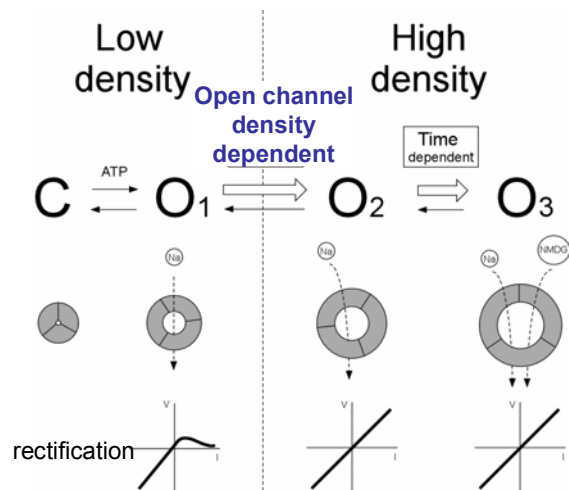 Low
density
High
density
Open channel
density
dependent
Time
dependent
ATP
C
O1
O2
O3
Na
Na
Na
NMDG
rectification
V
I
V
I
V
I